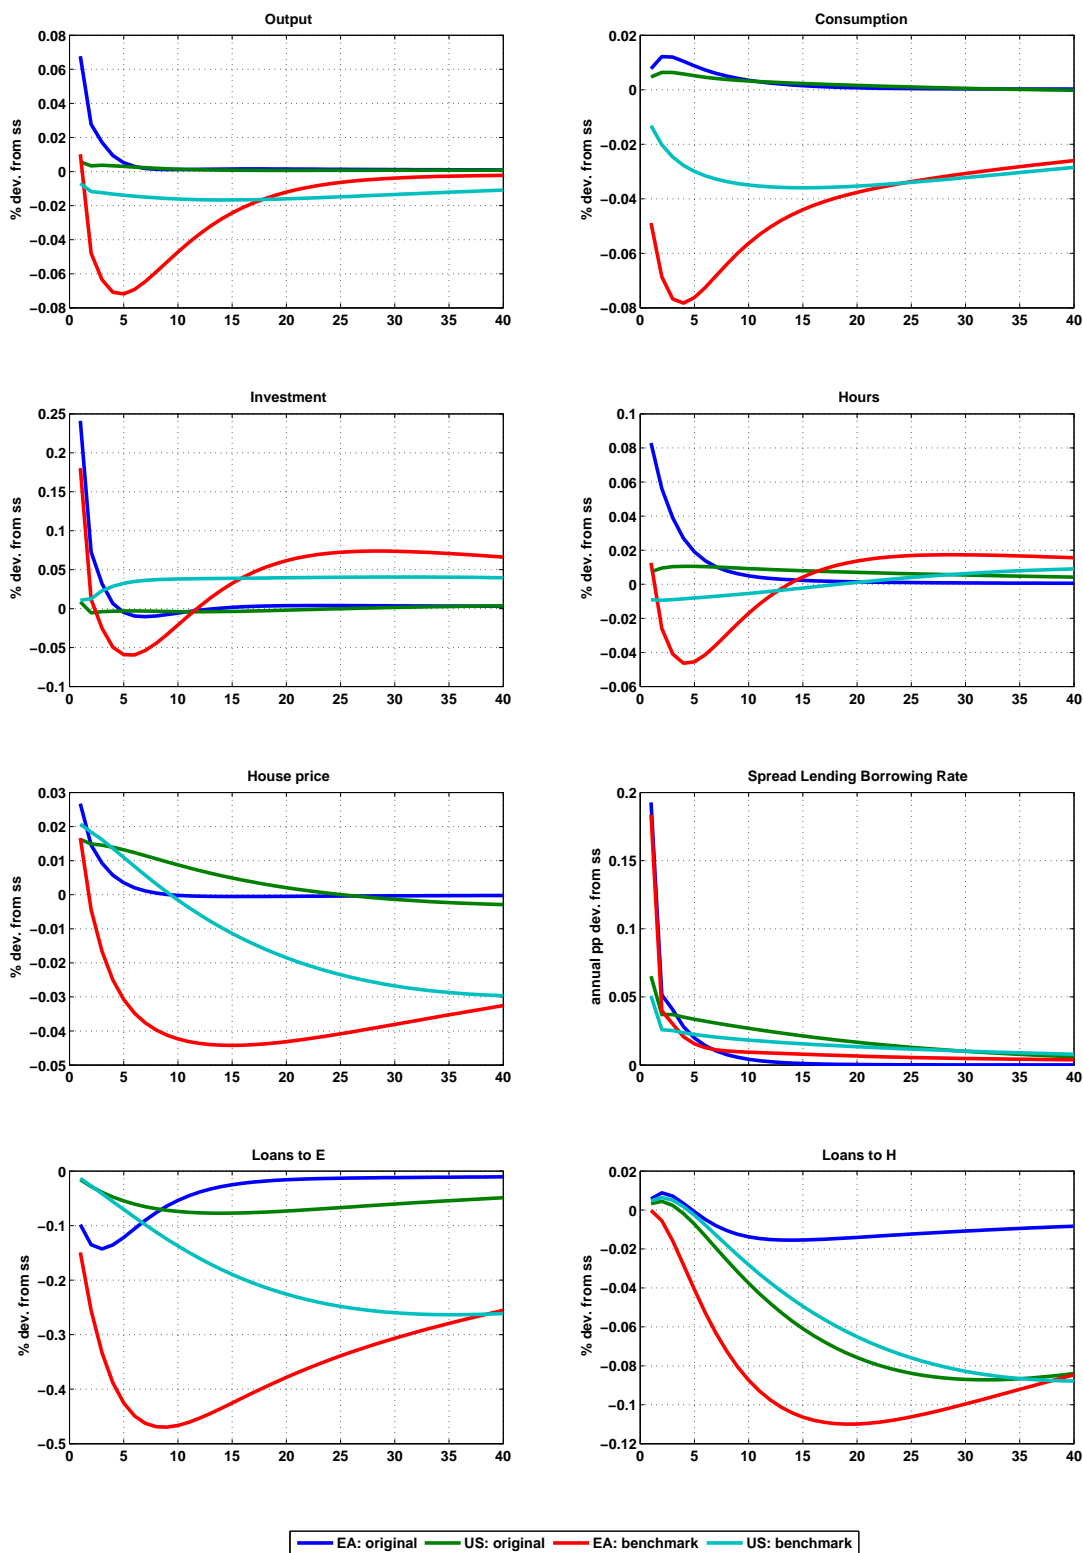 Output
% dev. from ss
0.08
0.06
0.04
0.02
0
−0.02
−0.04
−0.06
−0.08
0 5 10 15 20 25 30 35 40
Consumption
% dev. from ss
0.02
0
−0.02
−0.04
−0.06
−0.08
0 5 10 15 20 25 30 35 40
Investment
% dev. from ss
0.25
0.2
0.15
0.1
0.05
0
−0.05
−0.1
0 5 10 15 20 25 30 35 40
Hours
% dev. from ss
0.1
0.08
0.06
0.04
0.02
0
−0.02
−0.04
−0.06
0 5 10 15 20 25 30 35 40
House price
% dev. from ss
0.03
0.02
0.01
0
−0.01
−0.02
−0.03
−0.04
−0.05
0 5 10 15 20 25 30 35 40
Spread Lending Borrowing Rate
annual pp dev. from ss
0.2
0.15
0.1
0.05
0
0 5 10 15 20 25 30 35 40
Loans to E
% dev. from ss
0
−0.1
−0.2
−0.3
−0.4
−0.5
0 5 10 15 20 25 30 35 40
Loans to H
% dev. from ss
0.02
0
−0.02
−0.04
−0.06
−0.08
−0.1
−0.12
0 5 10 15 20 25 30 35 40
EA: original US: original EA: benchmark US: benchmark